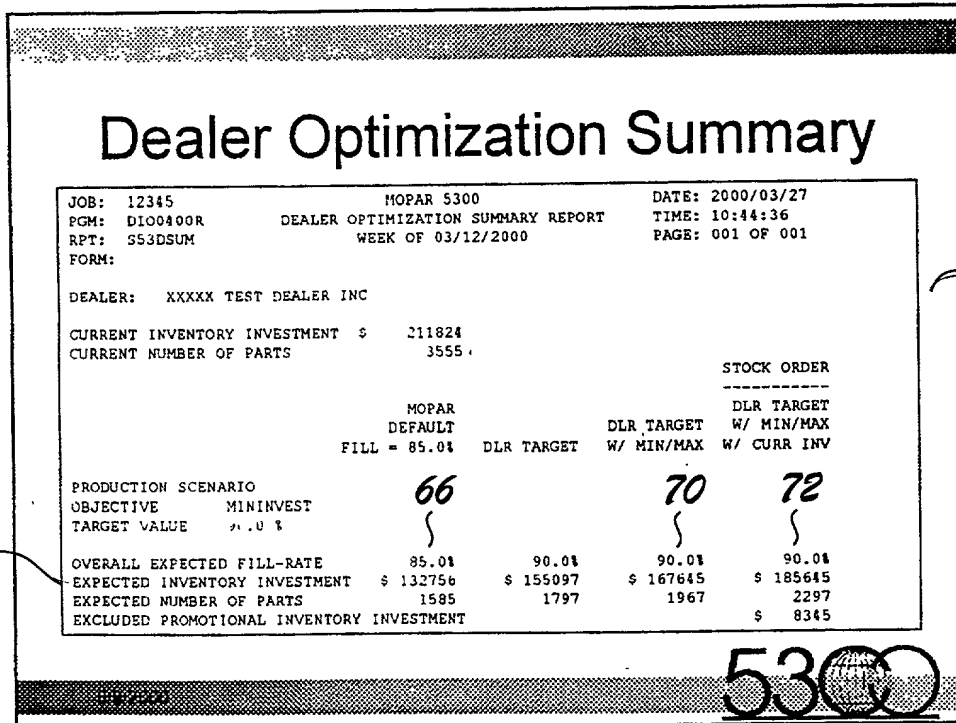 Dealer Optimization Summary
JOB: 12345 MOPAR 5300 DATE: 2000/03/27
PGM: DIO0400R DEALER OPTIMIZATION SUMMARY REPORT TIME: 10:44:36
RPT: S53DSUM WEEK OF 03/12/2000 PAGE: 001 OF 001
FORM:
DEALER: XXXXX TEST DEALER INC
CURRENT INVENTORY INVESTMENT $ 211824
CURRENT NUMBER OF PARTS 3555
STOCK ORDER
-----------
MOPAR DLR TARGET
DEFAULT DLR TARGET W/ MIN/MAX
FILL = 85.0% DLR TARGET W/ MIN/MAX W/ CURR INV
PRODUCTION SCENARIO 66 70 72
OBJECTIVE MININVEST
TARGET VALUE %
OVERALL EXPECTED FILL-RATE 85.0% 90.0% 90.0% 90.0%
EXPECTED INVENTORY INVESTMENT $ 132756 $ 155097 $ 167645 $ 185645
EXPECTED NUMBER OF PARTS 1585 1797 1967 2297
EXCLUDED PROMOTIONAL INVENTORY INVESTMENT $ 8345
5300